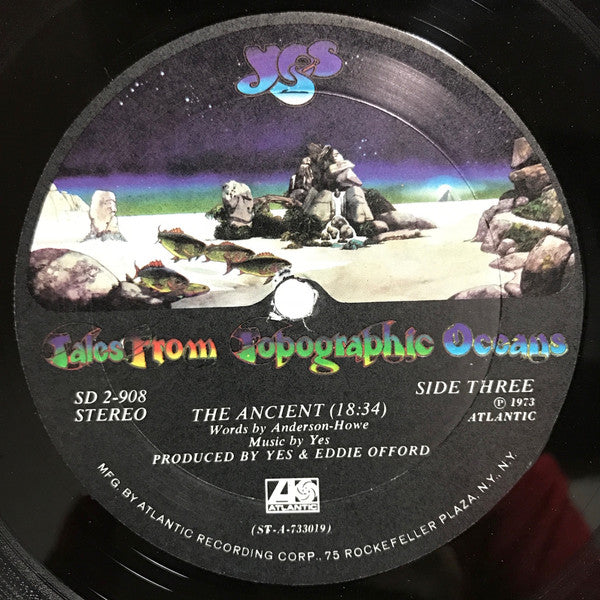 yes
Tales From Topographic Oceans
SD 2-908
STEREO
SIDE THREE
℗ 1973
ATLANTIC
THE ANCIENT (18:34)
Words by Anderson-Howe
Music by Yes
PRODUCED BY YES & EDDIE OFFORD
ATLANTIC
(ST-A-733019)
MFG. BY ATLANTIC RECORDING CORP., 75 ROCKEFELLER PLAZA, N.Y., N.Y.